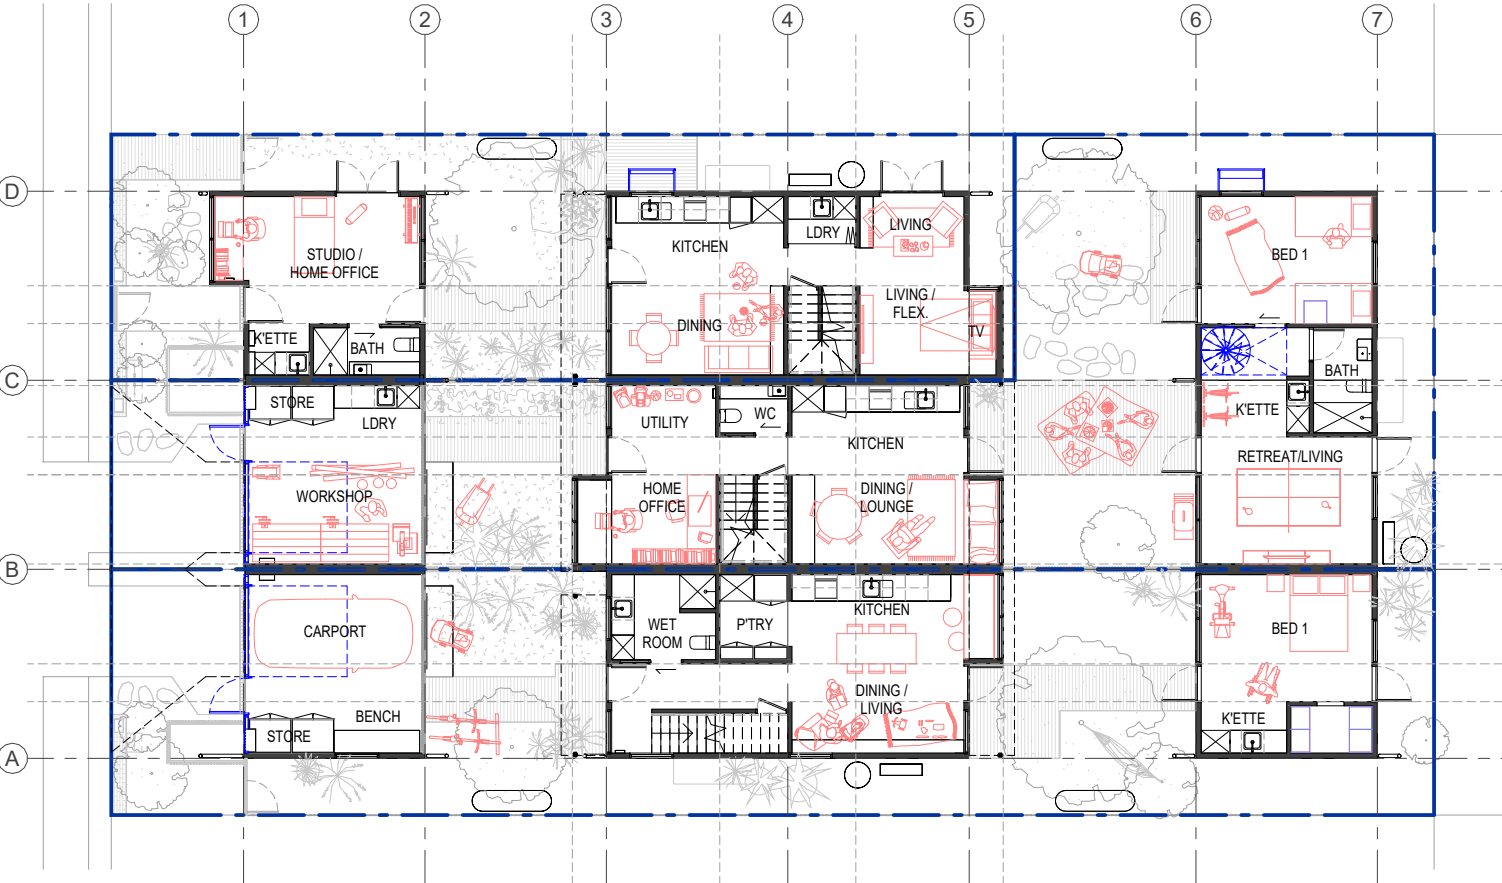 1 2 3 4 5 6 7
D
STUDIO /
HOME OFFICE
KITCHEN
LDRY
LIVING
BED 1
LIVING /
FLEX.
DINING
TV
K'ETTE
BATH
BATH
C
STORE
LDRY
UTILITY
WC
KITCHEN
K'ETTE
RETREAT/LIVING
WORKSHOP
HOME
OFFICE
DINING /
LOUNGE
B
CARPORT
WET
ROOM
P'TRY
KITCHEN
BED 1
BENCH
STORE
DINING /
LIVING
K'ETTE
A